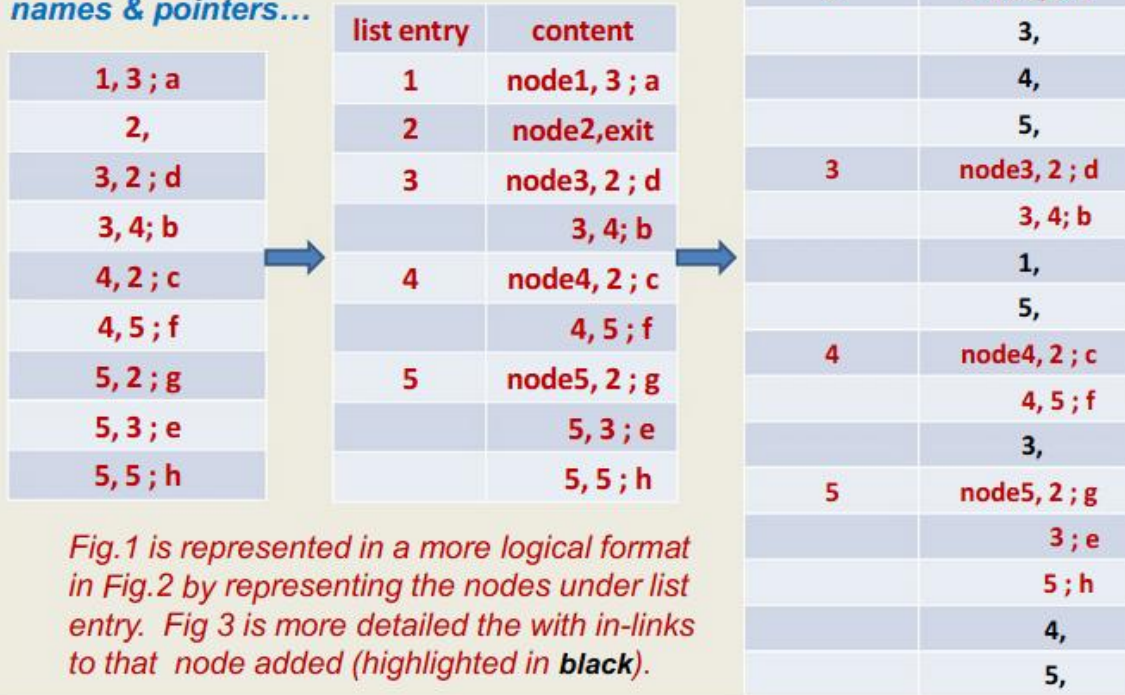 names & pointers...
1, 3 ; a
2,
3, 2 ; d
3, 4; b
4, 2 ; c
4, 5 ; f
5, 2 ; g
5, 3 ; e
5, 5 ; h
list entry content
1 node1, 3 ; a
2 node2,exit
3 node3, 2 ; d
3, 4; b
4 node4, 2 ; c
4, 5 ; f
5 node5, 2 ; g
5, 3 ; e
5, 5 ; h
3,
4,
5,
3 node3, 2 ; d
3, 4; b
1,
5,
4 node4, 2 ; c
4, 5 ; f
3,
5 node5, 2 ; g
3 ; e
5 ; h
4,
5,
Fig.1 is represented in a more logical format
in Fig.2 by representing the nodes under list
entry. Fig 3 is more detailed the with in-links
to that node added (highlighted in black).